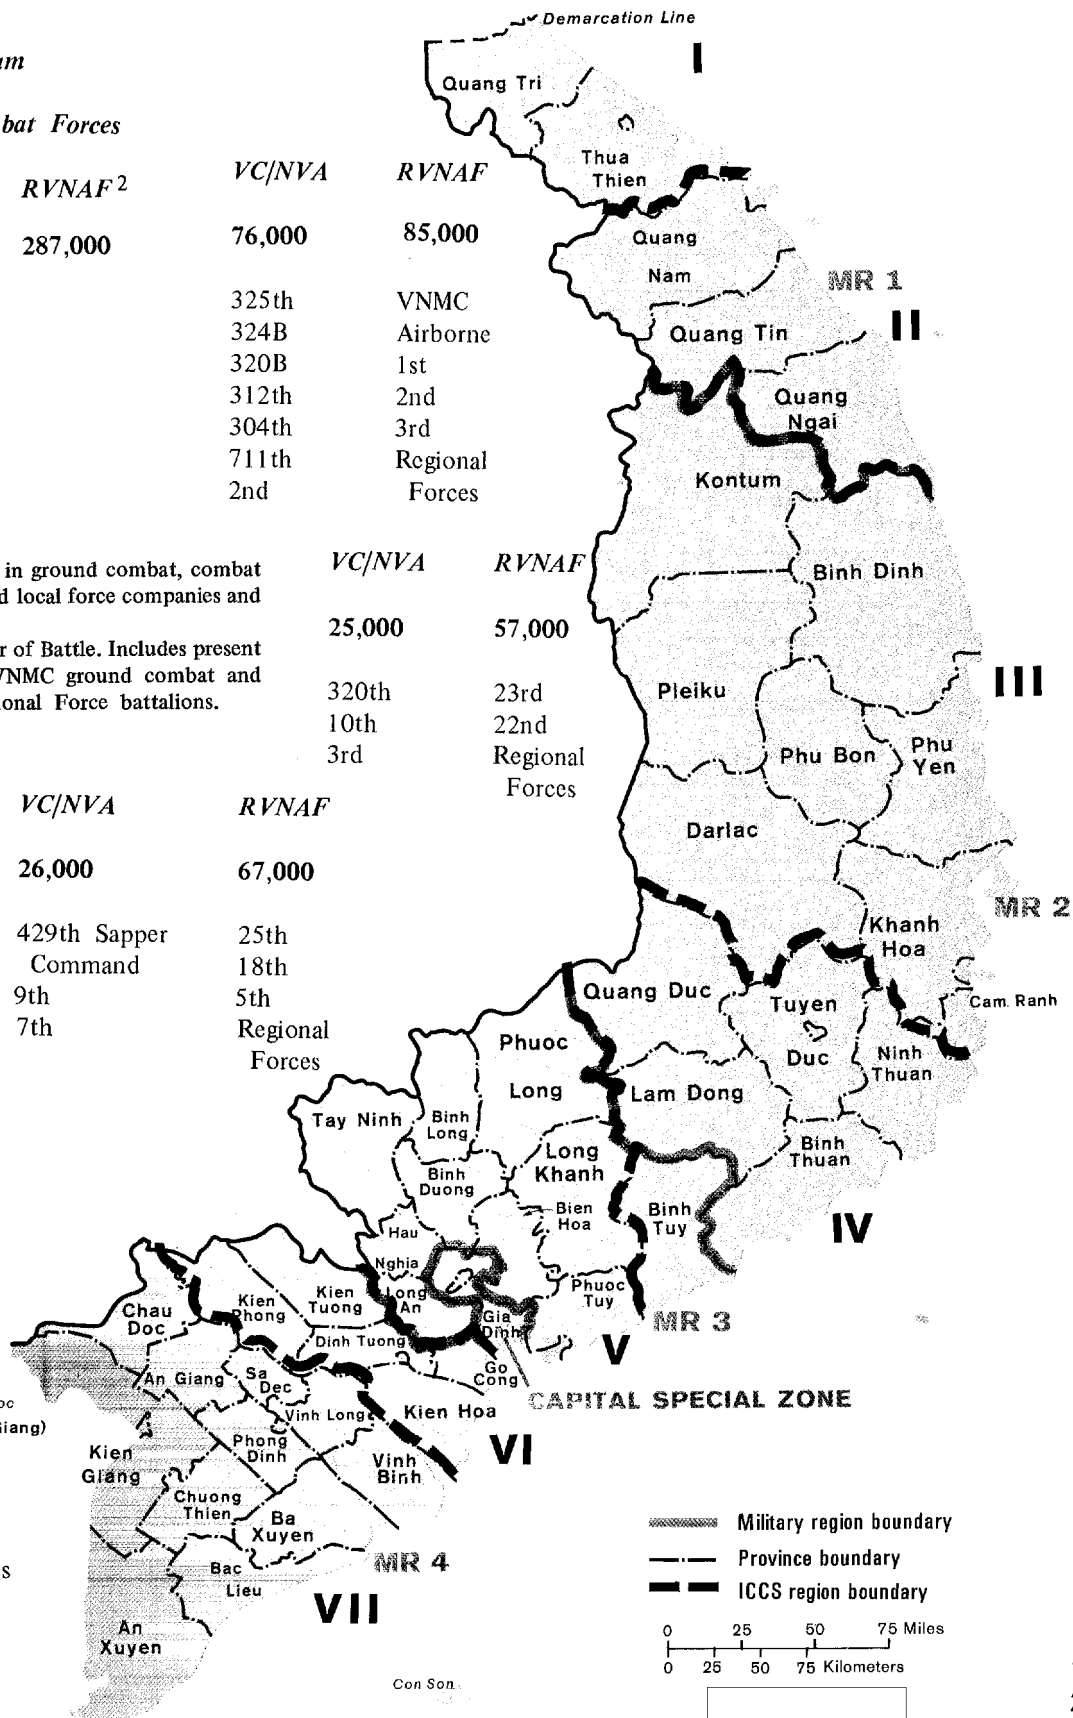 Demarcation Line
I
bat Forces
RVNAF 2
287,000
VC/NVA RVNAF
76,000 85,000
325th VNMC
324B Airborne
320B 1st
312th 2nd
304th 3rd
711th Regional
2nd Forces
in ground combat, combat
d local force companies and
r of Battle. Includes present
VNMC ground combat and
ional Force battalions.
VC/NVA RVNAF
25,000 57,000
320th 23rd
10th 22nd
3rd Regional
Forces
VC/NVA RVNAF
26,000 67,000
429th Sapper 25th
Command 18th
9th 5th
7th Regional
Forces
Quang Tri
Thua
Thien
Quang
Nam
MR 1
II
Quang Tin
Quang
Ngai
Kontum
Binh Dinh
III
Pleiku
Phu Bon
Phu
Yen
Darlac
MR 2
Khanh
Hoa
Cam Ranh
Quang Duc
Tuyen
Duc
Ninh
Thuan
Phuoc
Long
Lam Dong
Tay Ninh
Binh
Long
Long
Khanh
Binh
Thuan
Binh
Duong
Bien
Hoa
Binh
Tuy
IV
Hau
Nghia
Long
An
Phuoc
Tuy
MR 3
Gia
Dinh
V
Chau
Doc
Kien
Phong
Kien
Tuong
Dinh Tuong
Go
Cong
CAPITAL SPECIAL ZONE
An Giang
Sa
Dec
Vinh Long
Kien Hoa
VI
oc
iang)
Kien
Giang
Phong
Dinh
Vinh
Binh
Chuong
Thien
Ba
Xuyen
MR 4
Bac
Lieu
VII
An
Xuyen
Con Son
Military region boundary
Province boundary
ICCS region boundary
0 25 50 75 Miles
0 25 50 75 Kilometers